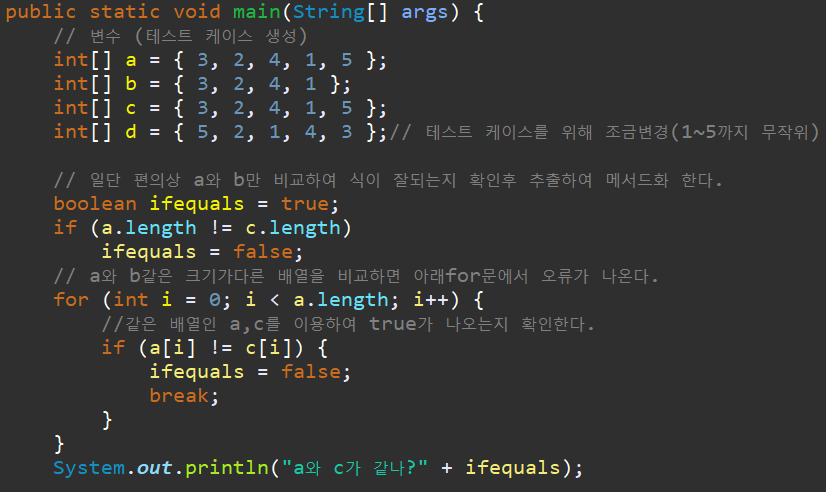 public static void main(String[] args) {
// 변수 (테스트 케이스 생성)
int[] a = { 3, 2, 4, 1, 5 };
int[] b = { 3, 2, 4, 1 };
int[] c = { 3, 2, 4, 1, 5 };
int[] d = { 5, 2, 1, 4, 3 };// 테스트 케이스를 위해 조금변경(1~5까지 무작위)
// 일단 편의상 a와 b만 비교하여 식이 잘되는지 확인후 추출하여 메서드화 한다.
boolean ifequals = true;
if (a.length != c.length)
ifequals = false;
// a와 b같은 크기가다른 배열을 비교하면 아래for문에서 오류가 나온다.
for (int i = 0; i < a.length; i++) {
//같은 배열인 a,c를 이용하여 true가 나오는지 확인한다.
if (a[i] != c[i]) {
ifequals = false;
break;
}
}
System.out.println("a와 c가 같나?" + ifequals);